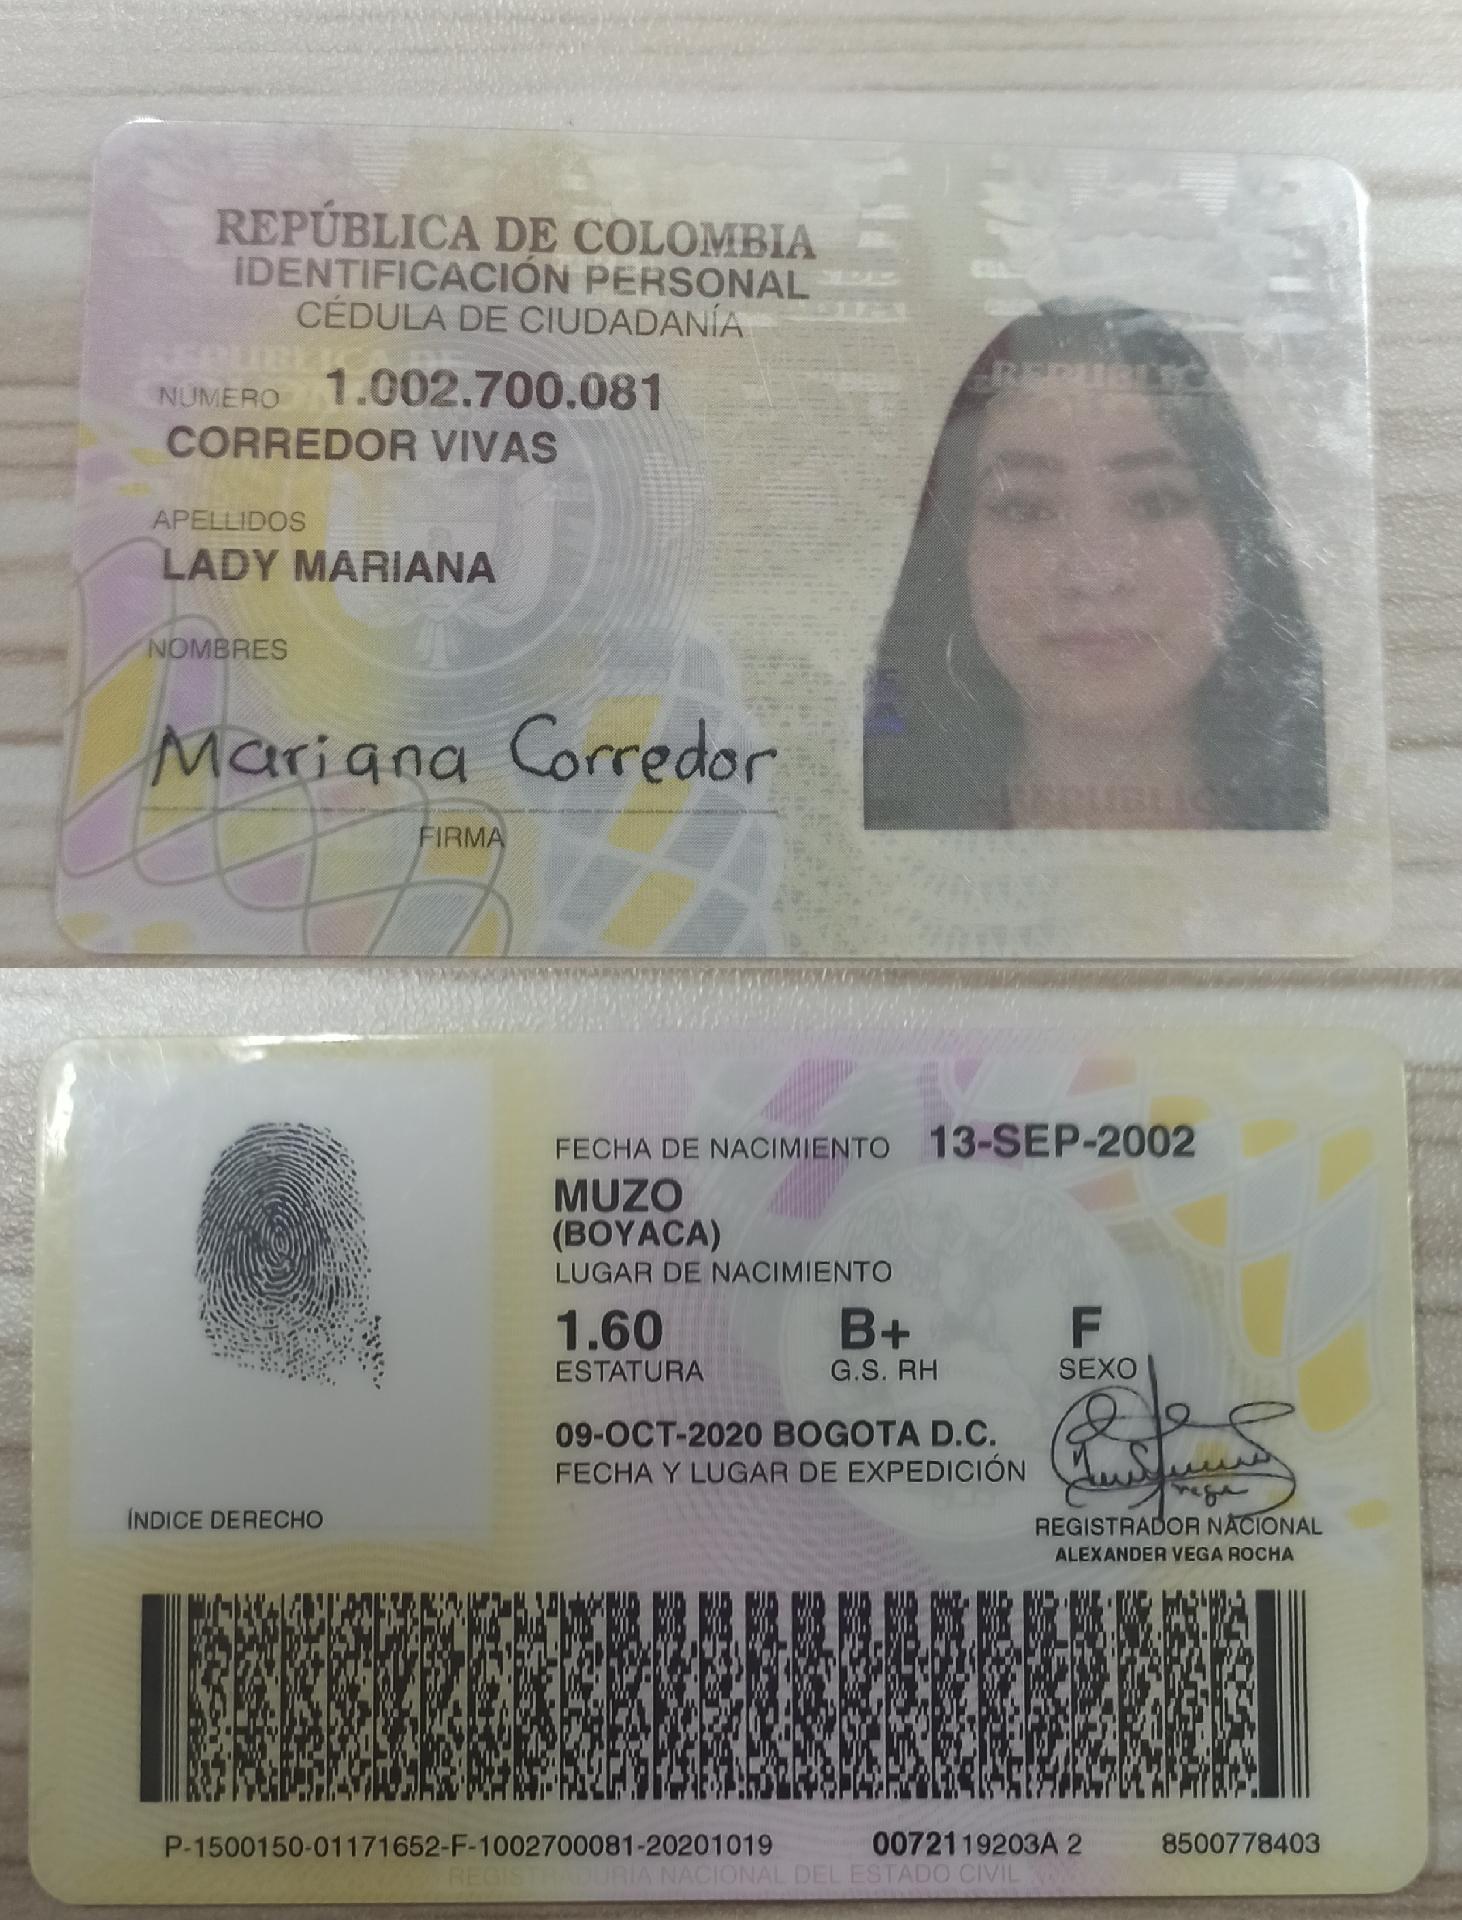 REPÚBLICA DE COLOMBIA
IDENTIFICACIÓN PERSONAL
CÉDULA DE CIUDADANÍA
NÚMERO 1.002.700.081
CORREDOR VIVAS
APELLIDOS
LADY MARIANA
NOMBRES
Mariana Corredor
FIRMA
FECHA DE NACIMIENTO 13-SEP-2002
MUZO
(BOYACA)
LUGAR DE NACIMIENTO
1.60 B+ F
ESTATURA G.S. RH SEXO
09-OCT-2020 BOGOTA D.C.
FECHA Y LUGAR DE EXPEDICIÓN
ÍNDICE DERECHO
REGISTRADOR NACIONAL
ALEXANDER VEGA ROCHA
P-1500150-01171652-F-1002700081-20201019 0072119203A 2 8500778403
REGISTRADURIA NACIONAL DEL ESTADO CIVIL